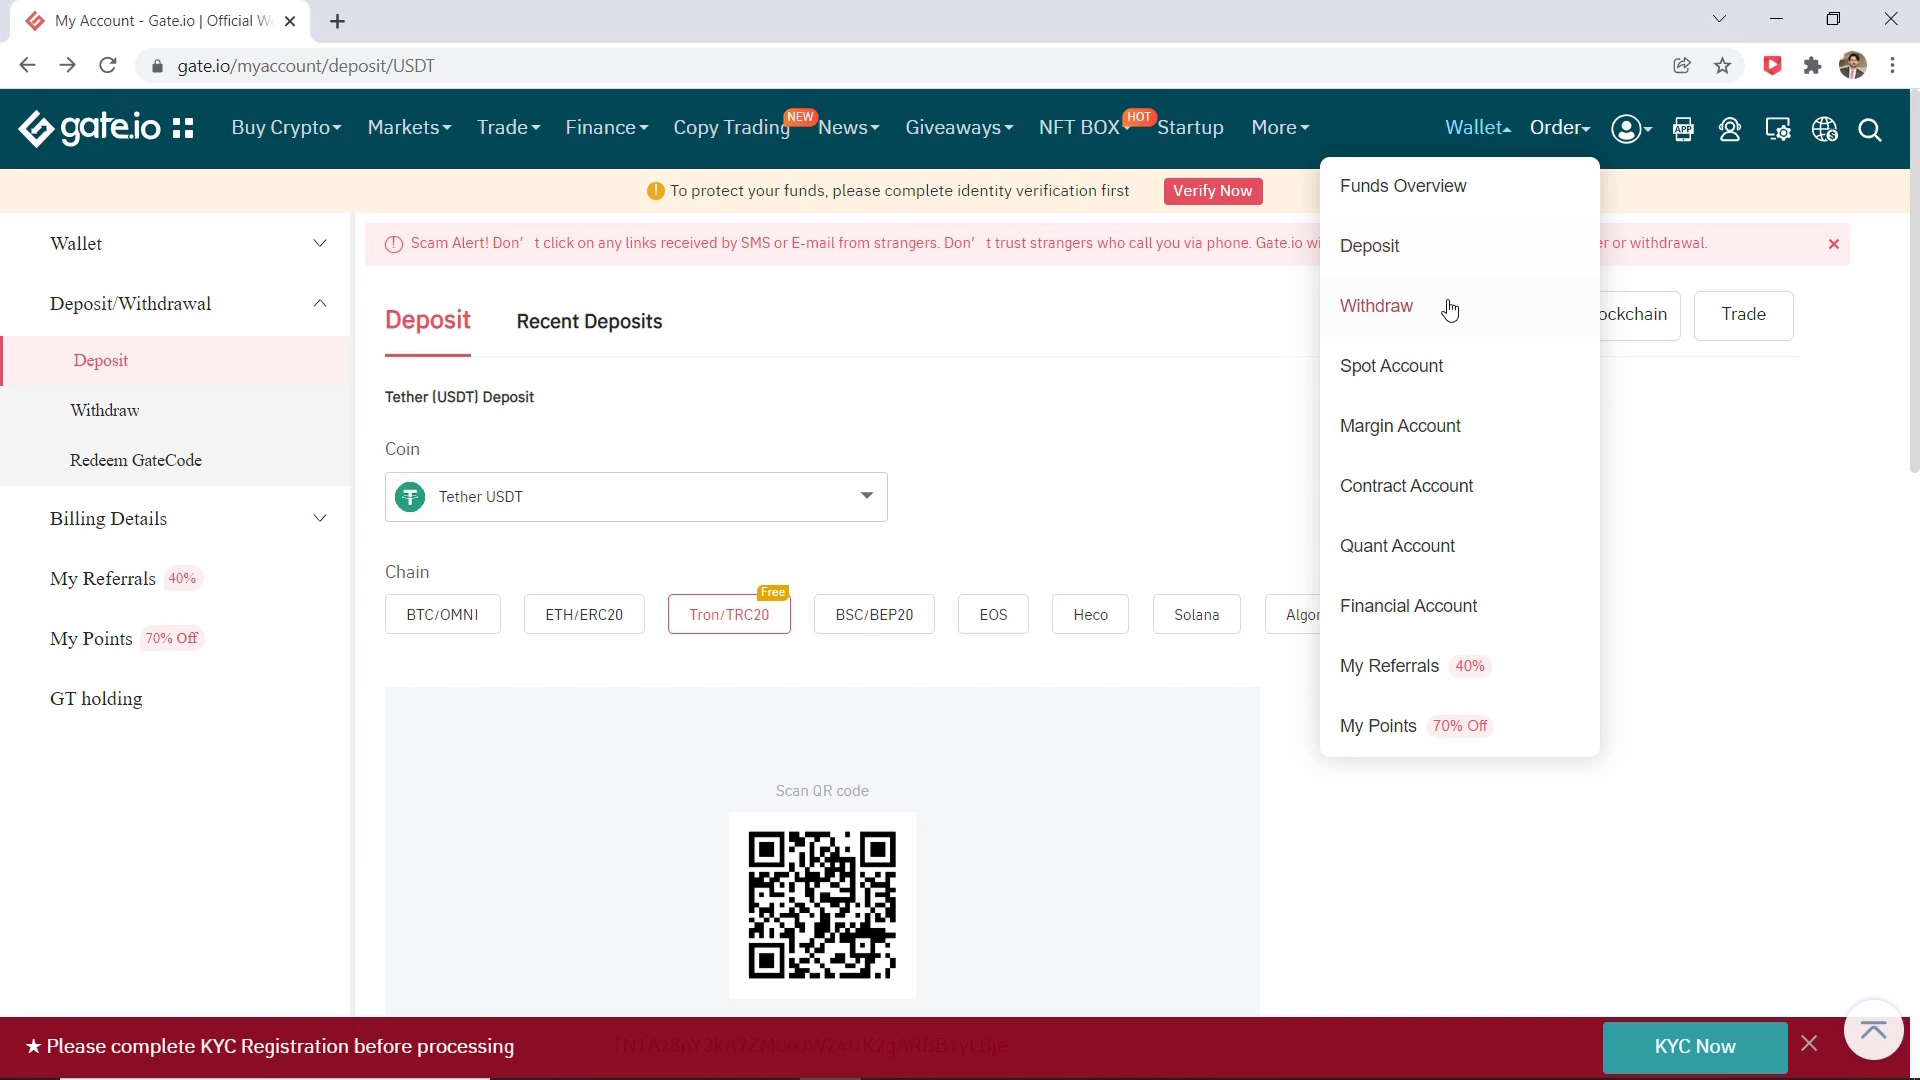 My Account - Gate.io | Official W
gate.io/myaccount/deposit/USDT
gate.io
Buy Crypto
Markets
Trade
Finance
Copy Trading
NEW
News
Giveaways
NFT BOX
HOT
Startup
More
Wallet
Order
APP
To protect your funds, please complete identity verification first
Verify Now
Wallet
Deposit/Withdrawal
Deposit
Withdraw
Redeem GateCode
Billing Details
My Referrals 40%
My Points 70% Off
GT holding
Scam Alert! Don' t click on any links received by SMS or E-mail from strangers. Don' t trust strangers who call you via phone. Gate.io
or withdrawal.
Deposit
Recent Deposits
Trade
Tether (USDT) Deposit
Coin
Tether USDT
Chain
BTC/OMNI
ETH/ERC20
Tron/TRC20
Free
BSC/BEP20
EOS
Heco
Solana
Scan QR code
Funds Overview
Deposit
Withdraw
Spot Account
Margin Account
Contract Account
Quant Account
Financial Account
My Referrals 40%
My Points 70% Off
★ Please complete KYC Registration before processing
KYC Now